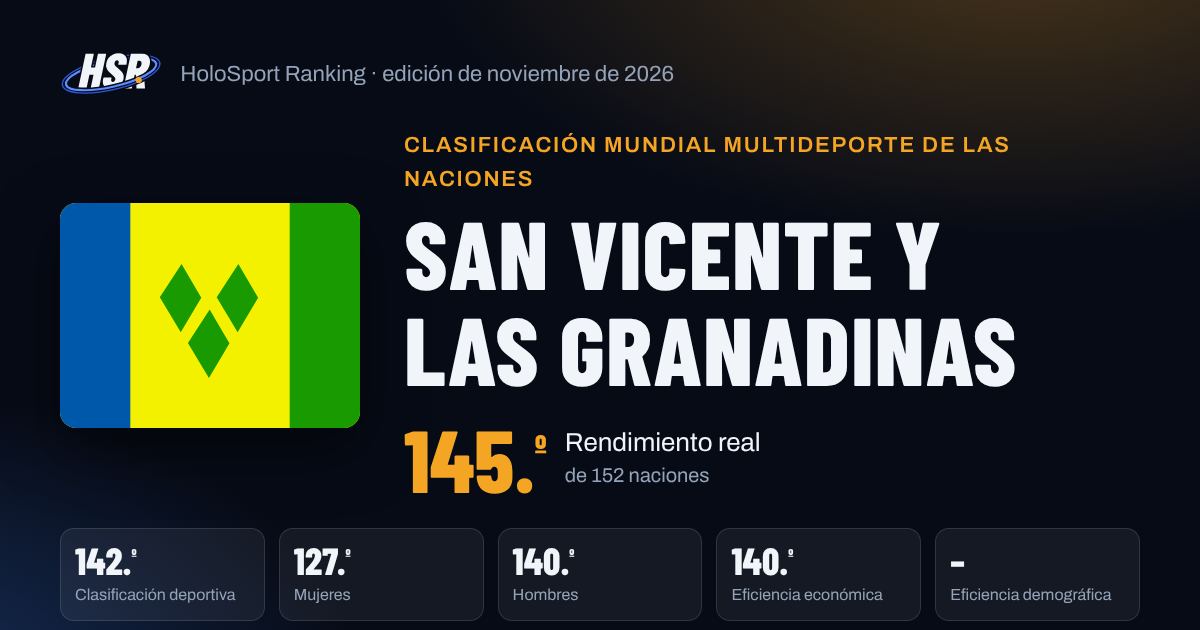 HSR
HoloSport Ranking · edición de noviembre de 2026
CLASIFICACIÓN MUNDIAL MULTIDEPORTE DE LAS
NACIONES
SAN VICENTE Y
LAS GRANADINAS
145.º
Rendimiento real
de 152 naciones
142.º
Clasificación deportiva
127.º
Mujeres
140.º
Hombres
140.º
Eficiencia económica
–
Eficiencia demográfica